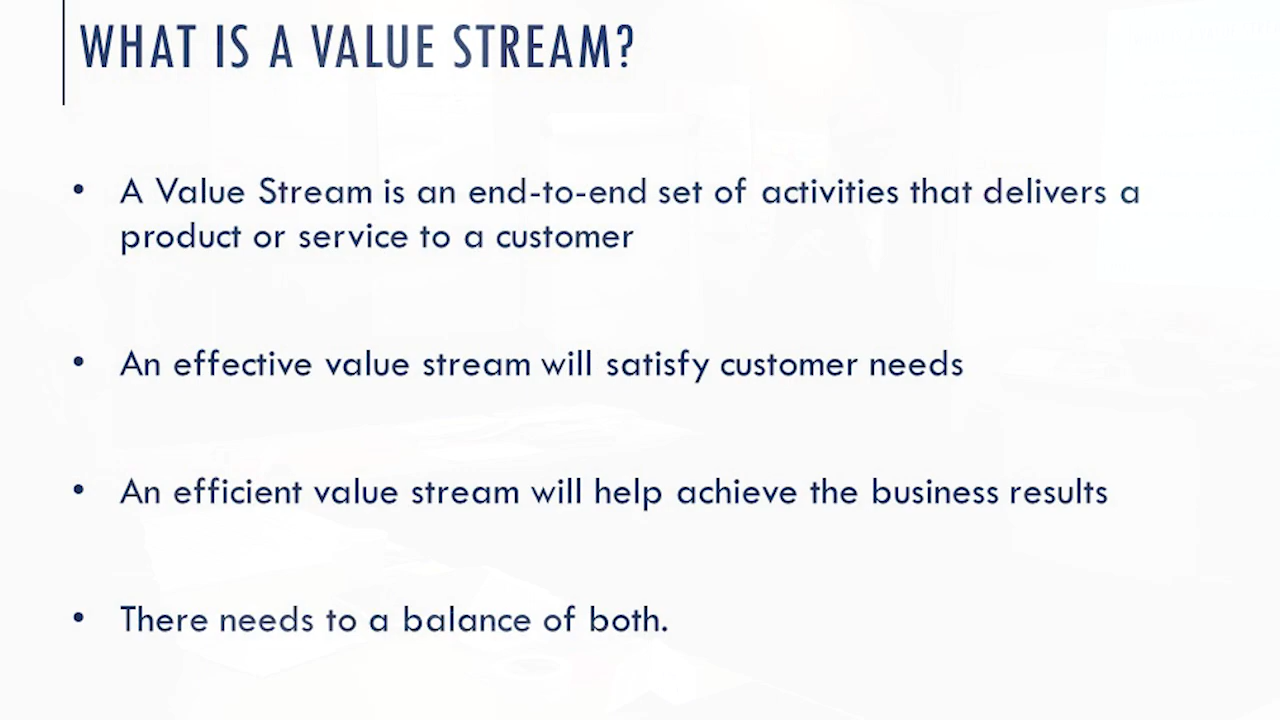 WHAT IS A VALUE STREAM?
• A Value Stream is an end-to-end set of activities that delivers a
product or service to a customer
• An effective value stream will satisfy customer needs
• An efficient value stream will help achieve the business results
• There needs to a balance of both.